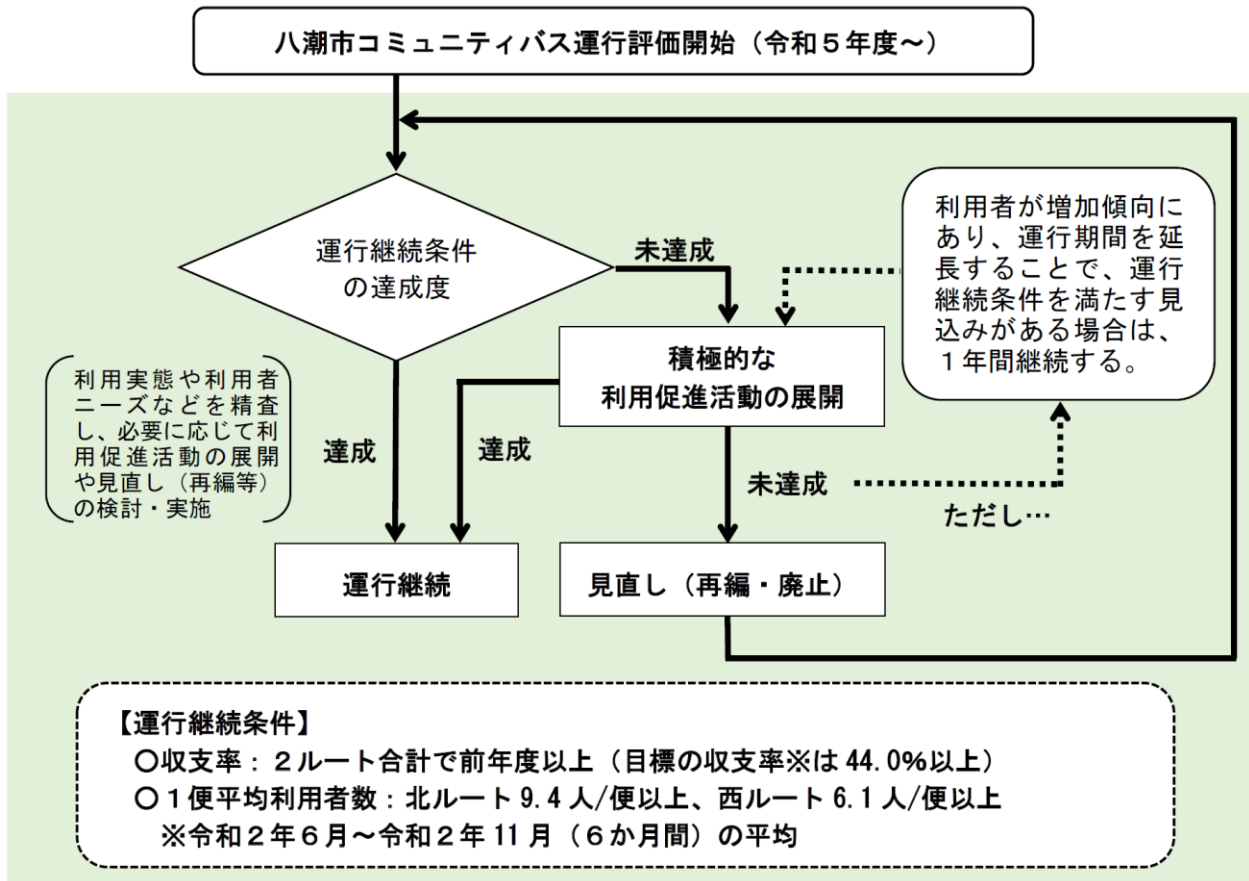 八潮市コミュニティバス運行評価開始（令和５年度～）
運行継続条件
の達成度
未達成
利用者が増加傾向に
あり、運行期間を延
長することで、運行
継続条件を満たす見
込みがある場合は、
１年間継続する。
積極的な
利用促進活動の展開
利用実態や利用者
ニーズなどを精査
し、必要に応じて利
用促進活動の展開
や見直し（再編等）
の検討・実施
達成
達成
未達成
ただし…
運行継続
見直し（再編・廃止）
【運行継続条件】
〇収支率：２ルート合計で前年度以上（目標の収支率※は 44.0%以上）
〇１便平均利用者数：北ルート 9.4 人/便以上、西ルート 6.1 人/便以上
※令和２年６月～令和２年 11 月（６か月間）の平均